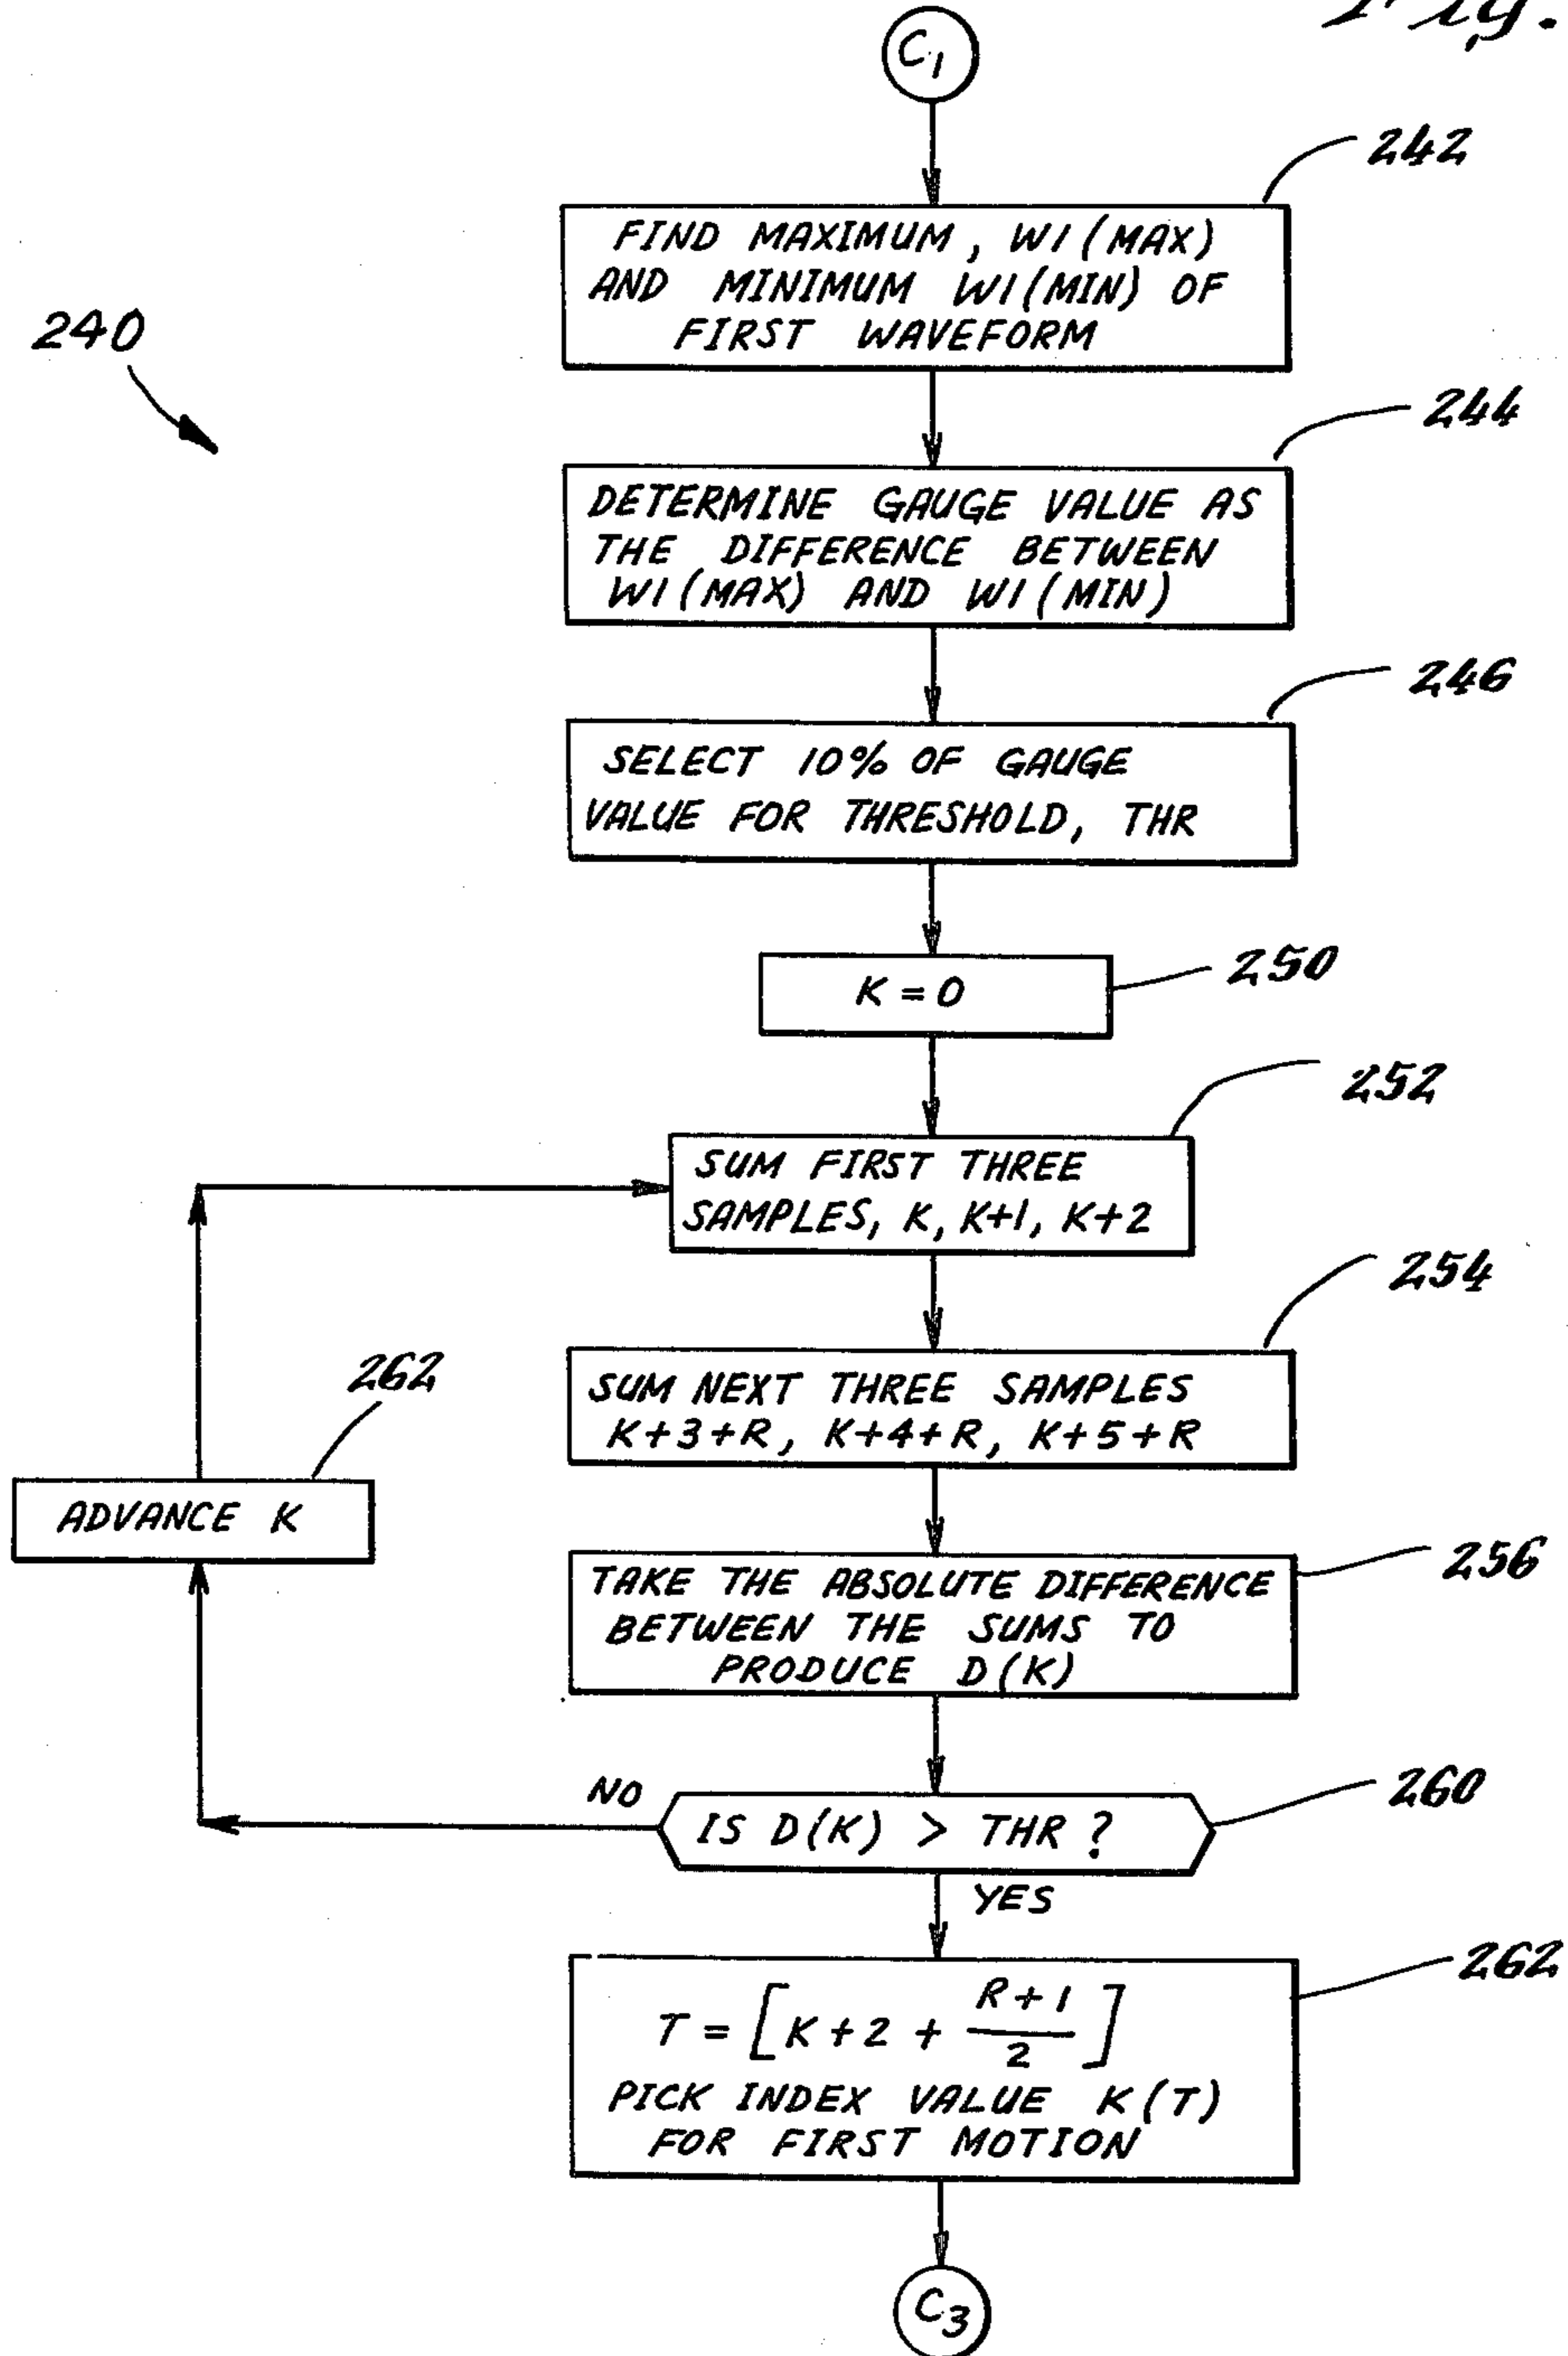 Fig.
C1
242
FIND MAXIMUM, W1(MAX)
AND MINIMUM W1(MIN) OF
FIRST WAVEFORM
240
244
DETERMINE GAUGE VALUE AS
THE DIFFERENCE BETWEEN
W1(MAX) AND W1(MIN)
246
SELECT 10% OF GAUGE
VALUE FOR THRESHOLD, THR
250
K = 0
252
SUM FIRST THREE
SAMPLES, K, K+1, K+2
254
SUM NEXT THREE SAMPLES
K+3+R, K+4+R, K+5+R
262
ADVANCE K
256
TAKE THE ABSOLUTE DIFFERENCE
BETWEEN THE SUMS TO
PRODUCE D(K)
260
NO
IS D(K) > THR ?
YES
262
T = [K+2 + (R+1)/2]
PICK INDEX VALUE K(T)
FOR FIRST MOTION
C3